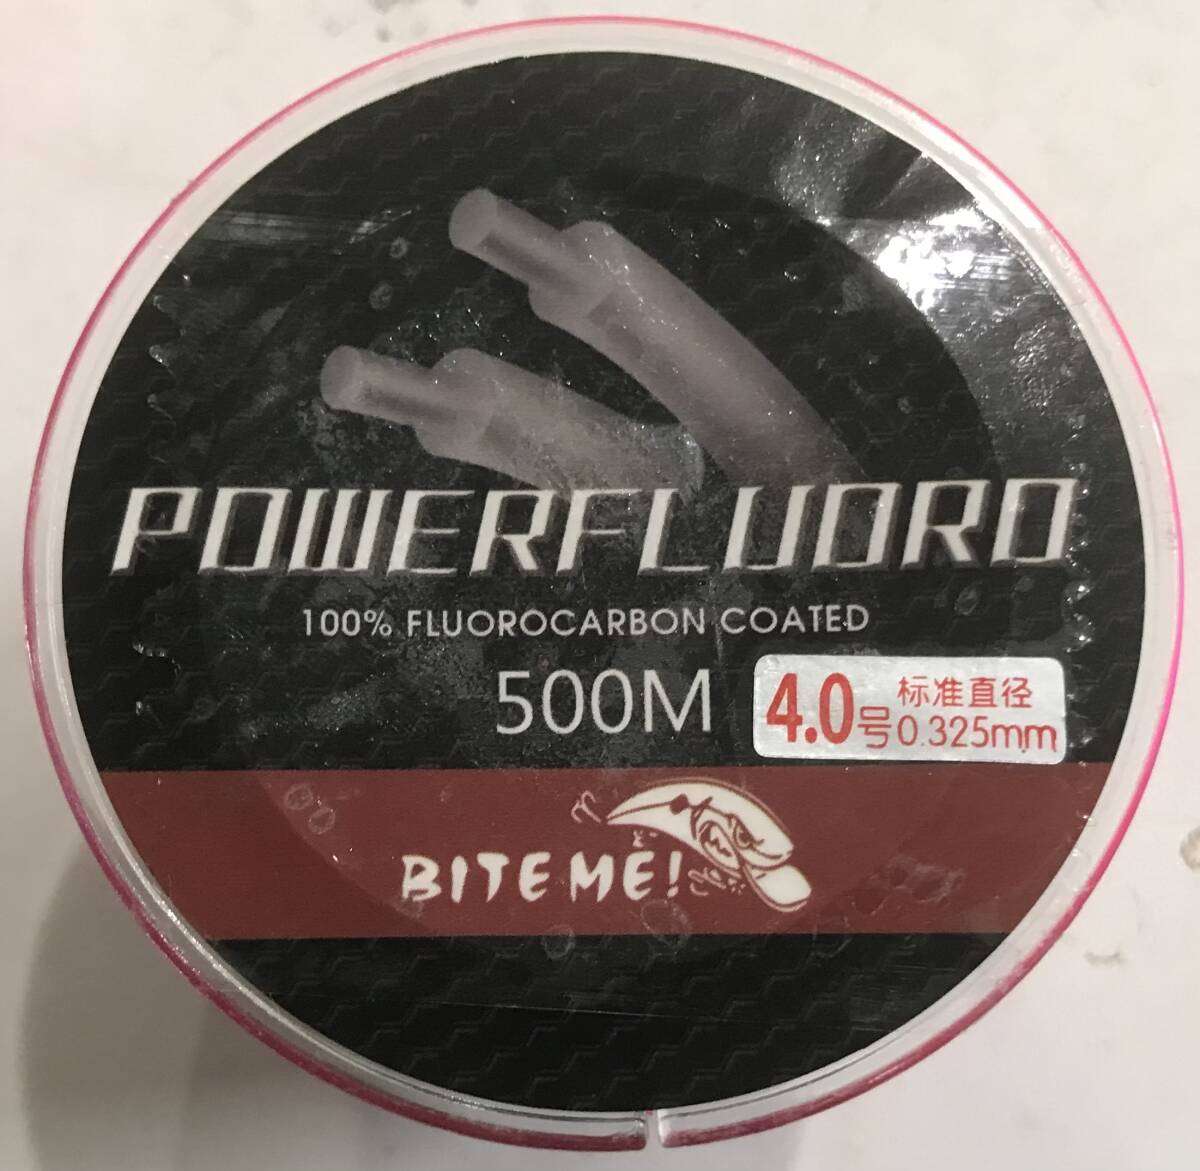 POWERFLUORO
100% FLUOROCARBON COATED
500M
4.0号 标准直径
0.325mm
BITE ME!